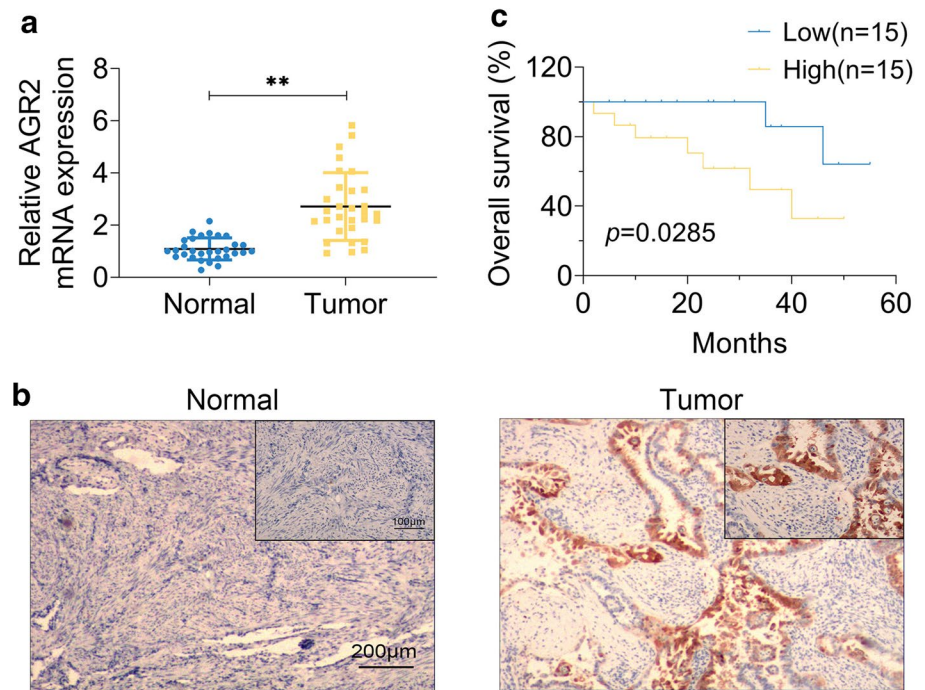 a
Relative AGR2
mRNA expression
8
6
4
2
0
**
Normal
Tumor
c
Low(n=15)
High(n=15)
Overall survival (%)
120
80
40
0
p=0.0285
0
20
40
60
Months
b
Normal
Tumor
100μm
200μm